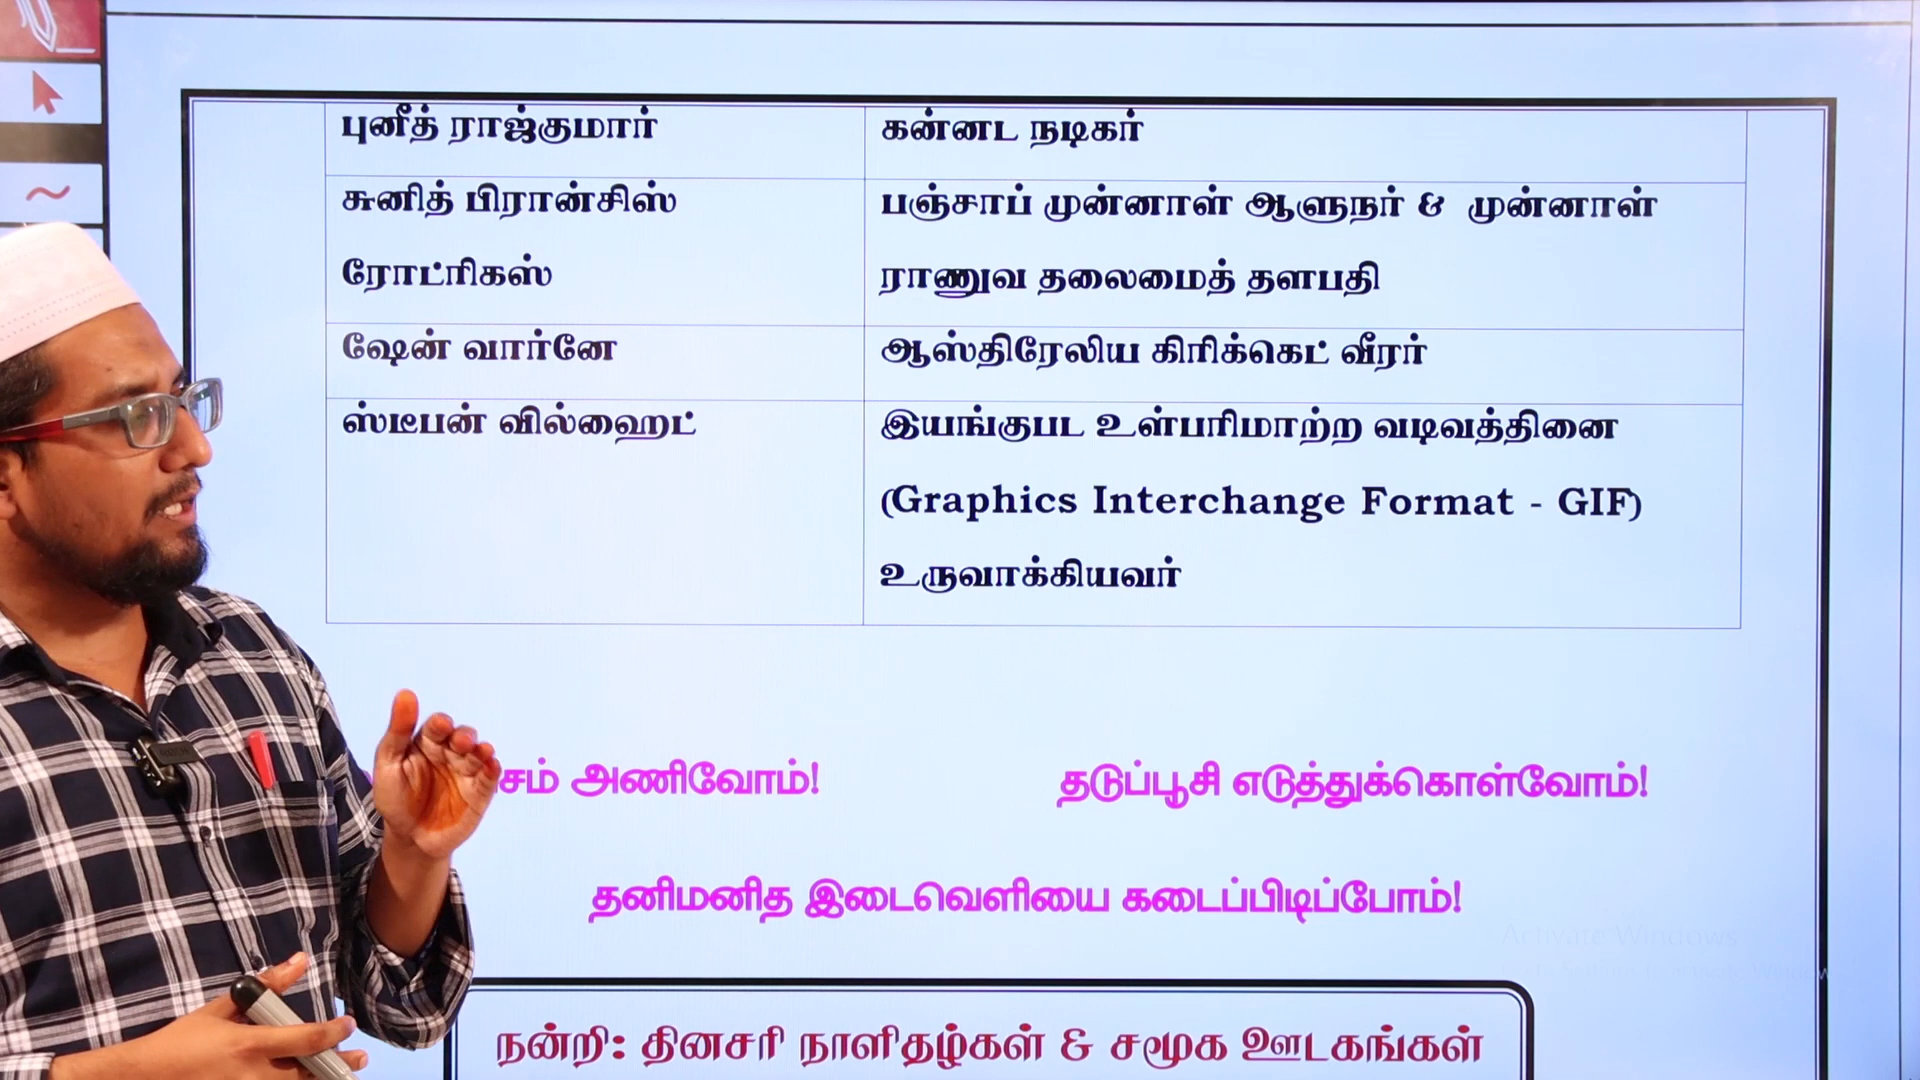 புனீத் ராஜ்குமார்
கன்னட நடிகர்
சுனித் பிரான்சிஸ்
ரோட்ரிகஸ்
பஞ்சாப் முன்னாள் ஆளுநர் & முன்னாள்
ராணுவ தலைமைத் தளபதி
ஷேன் வார்னே
ஆஸ்திரேலிய கிரிக்கெட் வீரர்
ஸ்டீபன் வில்ஹைட்
இயங்குபட உள்பரிமாற்ற வடிவத்தினை
(Graphics Interchange Format - GIF)
உருவாக்கியவர்
அணிவோம்!
தடுப்பூசி எடுத்துக்கொள்வோம்!
தனிமனித இடைவெளியை கடைப்பிடிப்போம்!
Activate Windows
நன்றி: தினசரி நாளிதழ்கள் & சமூக ஊடகங்கள்